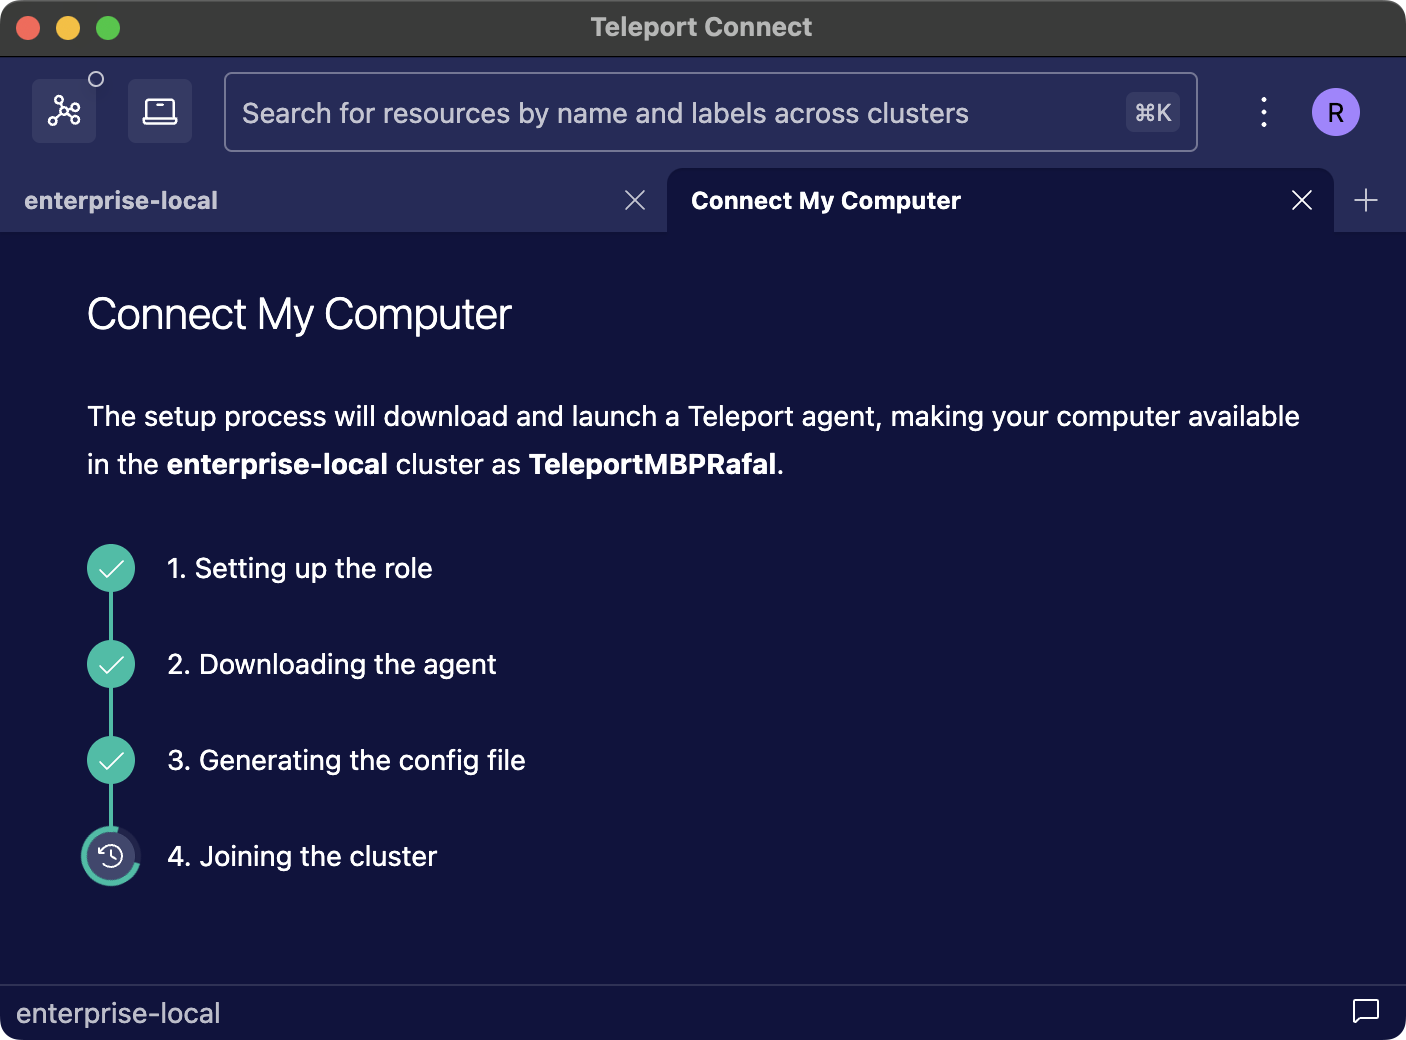 Teleport Connect
Search for resources by name and labels across clusters ⌘K
R
enterprise-local
Connect My Computer
Connect My Computer
The setup process will download and launch a Teleport agent, making your computer available
in the enterprise-local cluster as TeleportMBPRafal.
1. Setting up the role
2. Downloading the agent
3. Generating the config file
4. Joining the cluster
enterprise-local